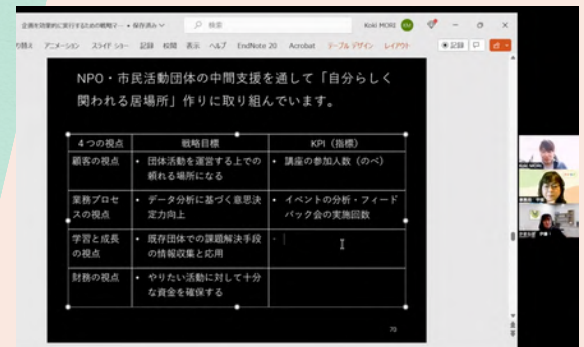 企画を効果的に実行するための戦略マ… • 保存済み
検索
Koki MORI
KM
アニメーション スライド ショー 記録 校閲 表示 ヘルプ EndNote 20 Acrobat テーブル デザイン レイアウト
記録
NPO・市民活動団体の中間支援を通して「自分らしく
関われる居場所」作りに取り組んでいます。
4つの視点 戦略目標 KPI（指標）
顧客の視点
• 団体活動を運営する上での
頼れる場所になる
• 講座の参加人数（のべ）
業務プロセ
スの視点
• データ分析に基づく意思決
定力向上
• イベントの分析・フィード
バック会の実施回数
学習と成長
の視点
• 既存団体での課題解決手段
の情報収集と応用
財務の視点
• やりたい活動に対して十分
な資金を確保する
70
Koki MORI